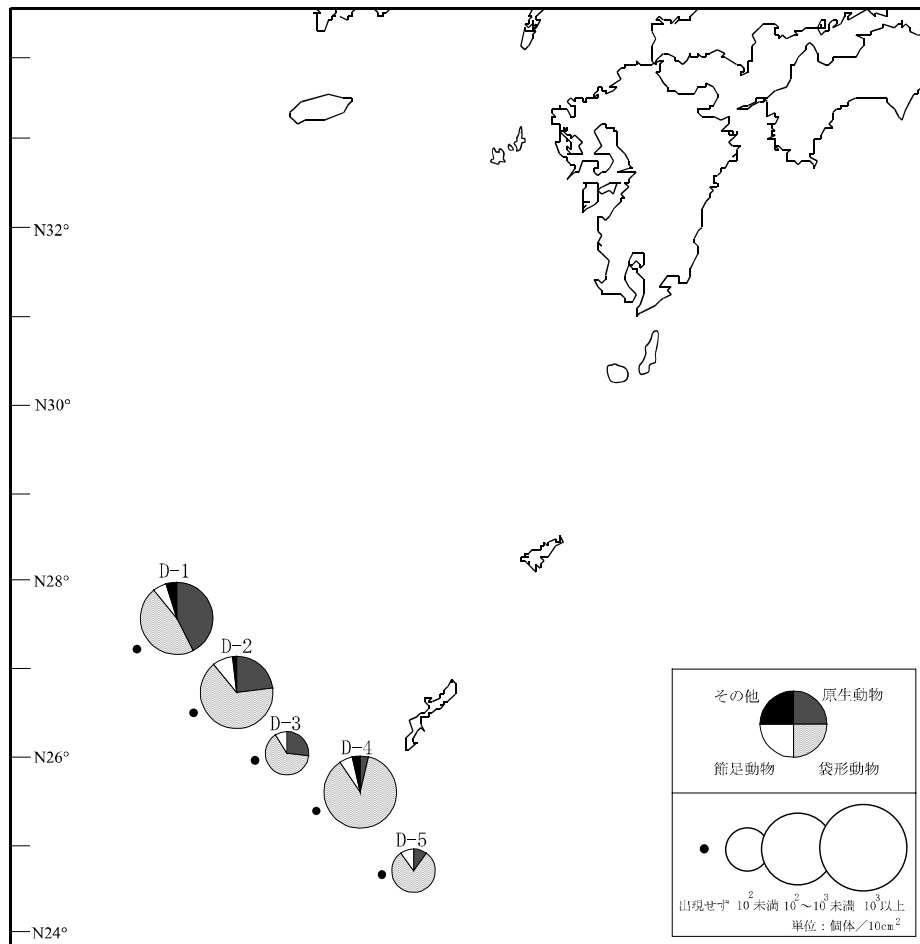 N32°
N30°
N28°
D-1
D-2
D-3
N26°
D-4
D-5
N24°
その他 原生動物
節足動物 袋形動物
出現せず 10²未満 10²～10³未満 10³以上
単位：個体／10cm²